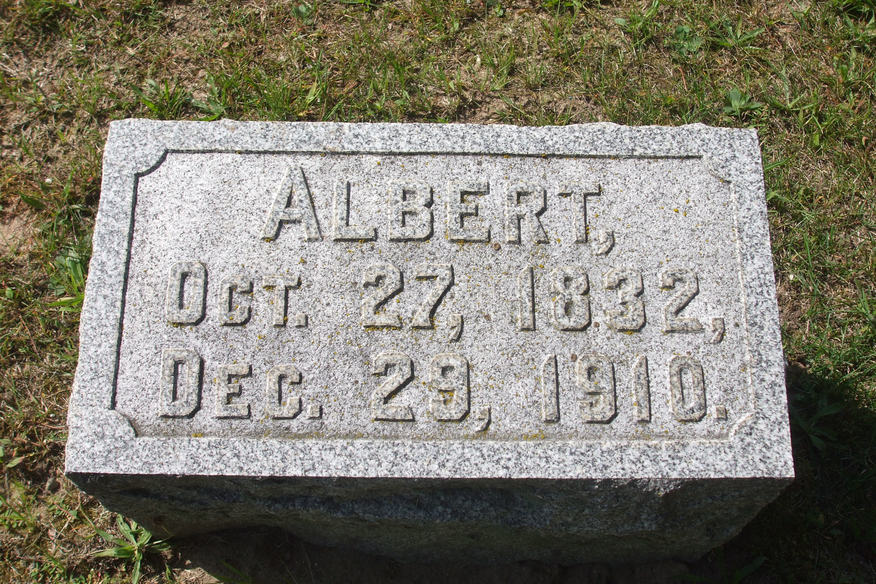 ALBERT,
OCT. 27, 1832,
DEC. 29, 1910.